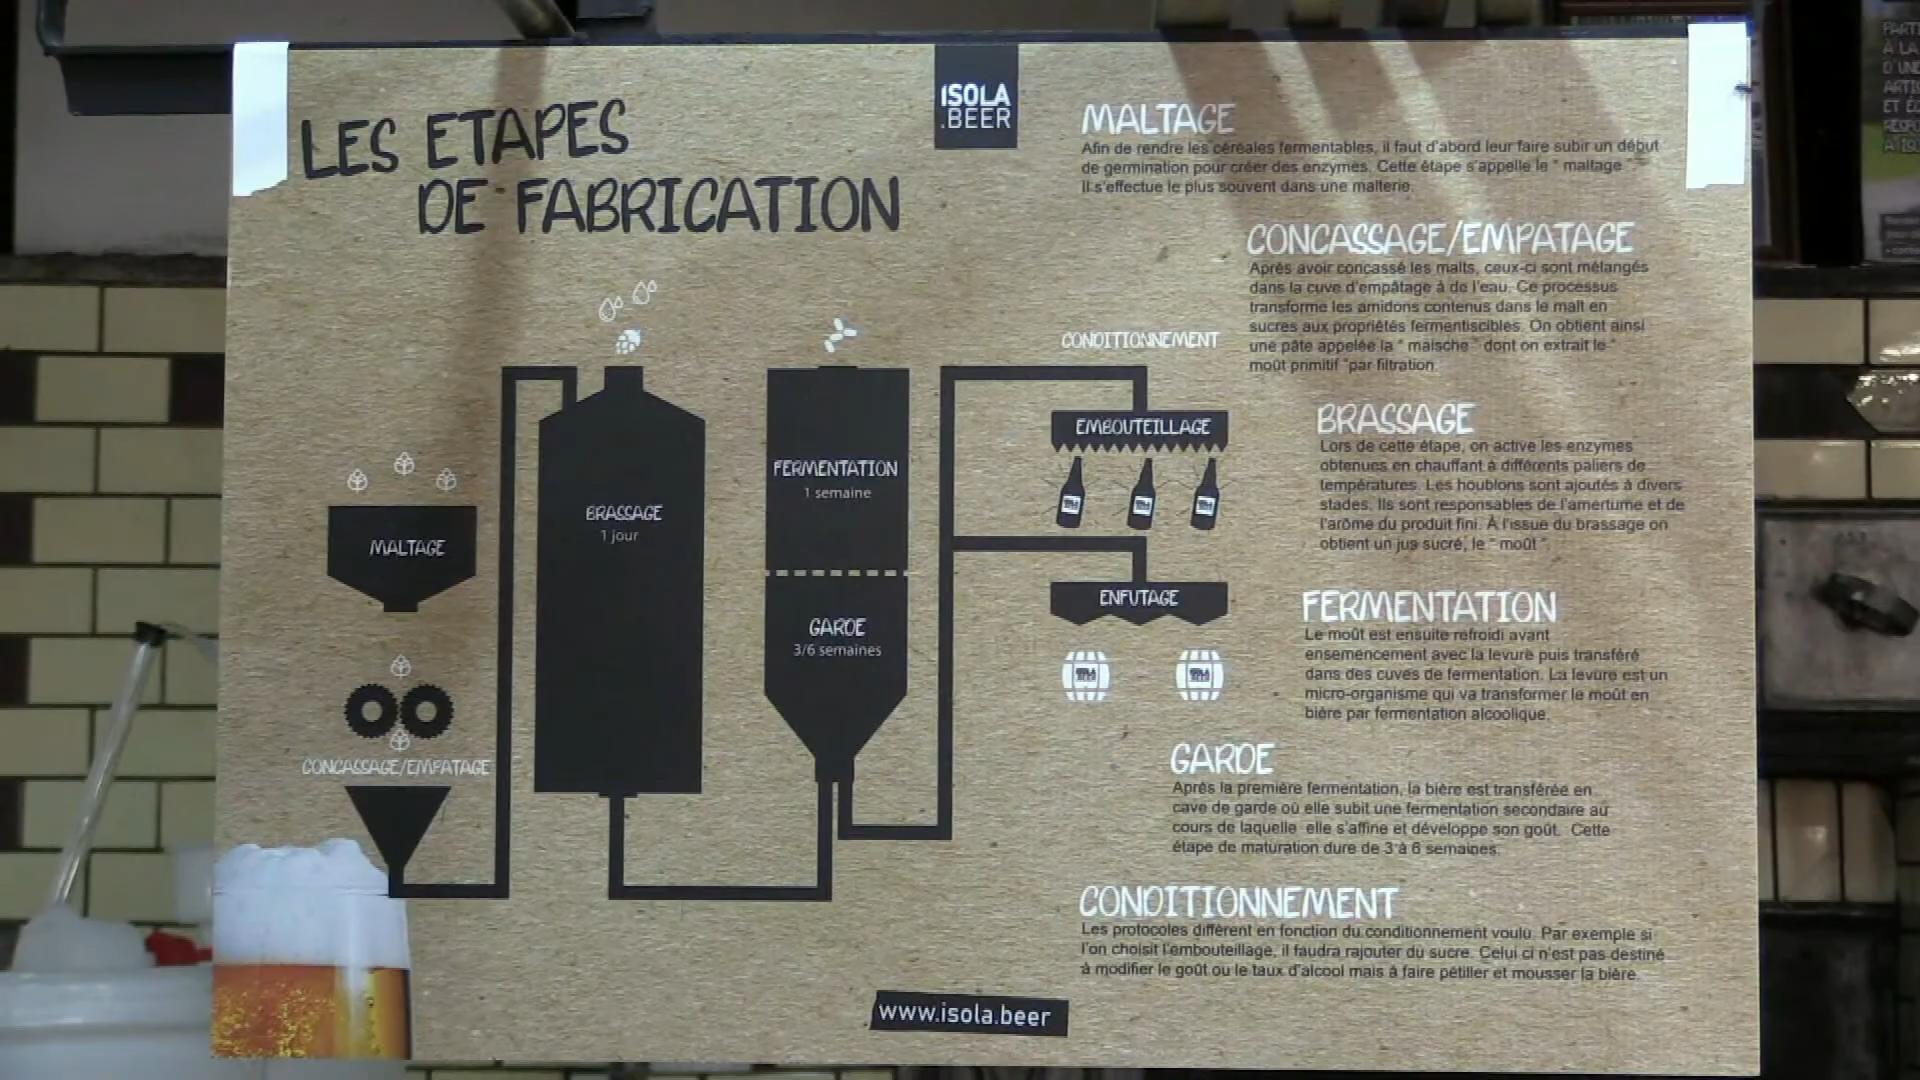 LES ETAPES
DE FABRICATION
ISOLA
.BEER
MALTAGE
CONCASSAGE/EMPATAGE
BRASSAGE
1 jour
FERMENTATION
1 semaine
GARDE
3/6 semaines
CONDITIONNEMENT
EMBOUTEILLAGE
ENFUTAGE
MALTAGE
Afin de rendre les céréales fermentables, il faut d'abord leur faire subir un début
de germination pour créer des enzymes. Cette étape s'appelle le " maltage ".
Il s'effectue le plus souvent dans une malterie.
CONCASSAGE/EMPATAGE
Après avoir concassé les malts, ceux-ci sont mélangés
dans la cuve d'empâtage à de l'eau. Ce processus
transforme les amidons contenus dans le malt en
sucres aux propriétés fermentiscibles. On obtient ainsi
une pâte appelée la " maische " dont on extrait le "
moût primitif "par filtration
BRASSAGE
Lors de cette étape, on active les enzymes
obtenues en chauffant à différents paliers de
températures. Les houblons sont ajoutés à divers
stades. Ils sont responsables de l'amertume et de
l'arôme du produit fini. À l'issue du brassage on
obtient un jus sucré, le " moût ".
FERMENTATION
Le moût est ensuite refroidi avant
ensemencement avec la levure puis transféré
dans des cuves de fermentation. La levure est un
micro-organisme qui va transformer le moût en
bière par fermentation alcoolique.
GARDE
Après la première fermentation, la bière est transférée en
cave de garde où elle subit une fermentation secondaire au
cours de laquelle elle s'affine et développe son goût. Cette
étape de maturation dure de 3 à 6 semaines.
CONDITIONNEMENT
Les protocoles diffèrent en fonction du conditionnement voulu. Par exemple si
l'on choisit l'embouteillage, il faudra rajouter du sucre. Celui ci n'est pas destiné
à modifier le goût ou le taux d'alcool mais à faire pétiller et mousser la bière.
www.isola.beer
À LA